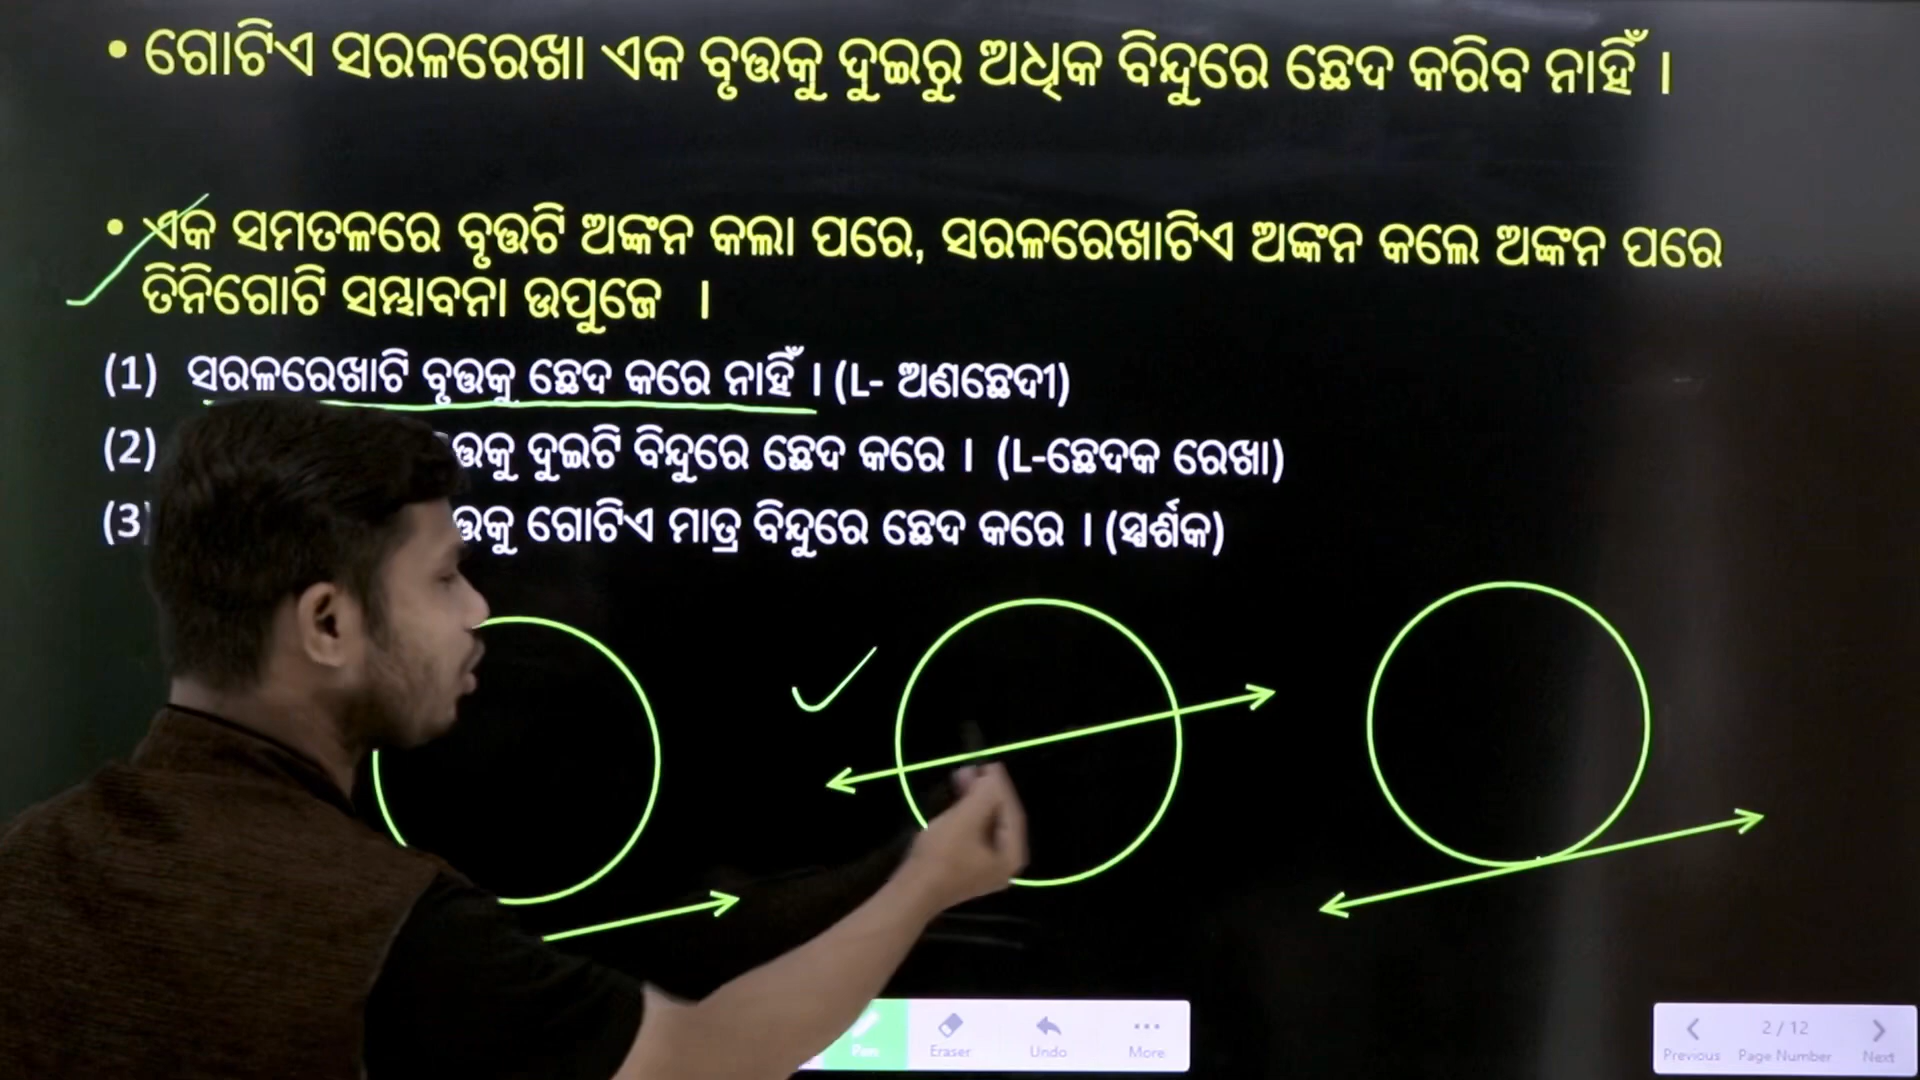 • ଗୋଟିଏ ସରଳରେଖା ଏକ ବୃତ୍ତକୁ ଦୁଇରୁ ଅଧିକ ବିନ୍ଦୁରେ ଛେଦ କରିବ ନାହିଁ ।
• ଏକ ସମତଳରେ ବୃତ୍ତଟି ଅଙ୍କନ କଲା ପରେ, ସରଳରେଖାଟିଏ ଅଙ୍କନ କଲେ ଅଙ୍କନ ପରେ
ତିନିଗୋଟି ସମ୍ଭାବନା ଉପୁଜେ ।
(1) ସରଳରେଖାଟି ବୃତ୍ତକୁ ଛେଦ କରେ ନାହିଁ । (L- ଅଣଛେଦୀ)
(2) ଦୁଇଟି ବିନ୍ଦୁରେ ଛେଦ କରେ । (L-ଛେଦକ ରେଖା)
(3) ଗୋଟିଏ ମାତ୍ର ବିନ୍ଦୁରେ ଛେଦ କରେ । (ସ୍ପର୍ଶକ)
Pen Eraser Undo More
2 / 12
Previous Page Number Next